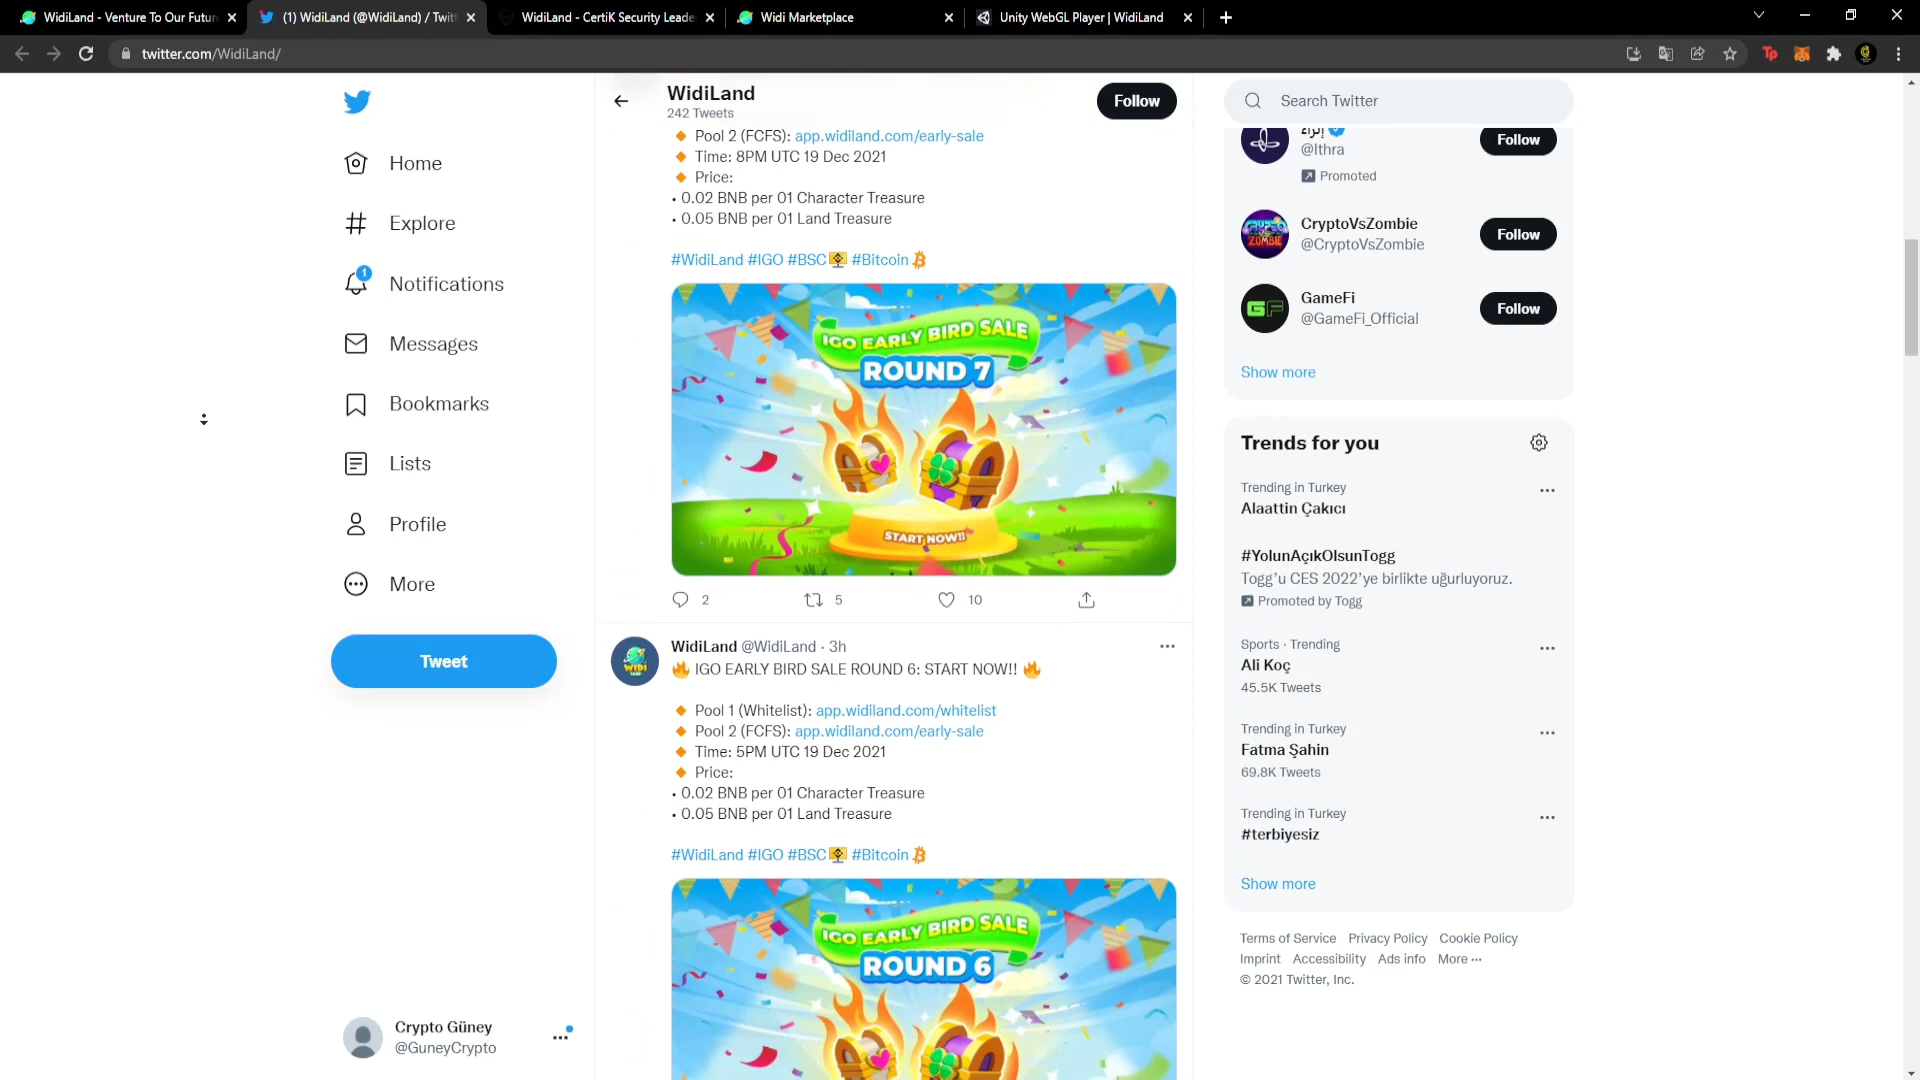 WidiLand - Venture To Our Futur
(1) WidiLand (@WidiLand) / Twitt
WidiLand - CertiK Security Leade
Widi Marketplace
Unity WebGL Player | WidiLand
twitter.com/WidiLand/
Home
Explore
1
Notifications
Messages
Bookmarks
Lists
Profile
More
Tweet
Crypto Güney
@GuneyCrypto
WidiLand
242 Tweets
Follow
Pool 2 (FCFS): app.widiland.com/early-sale
Time: 8PM UTC 19 Dec 2021
Price:
• 0.02 BNB per 01 Character Treasure
• 0.05 BNB per 01 Land Treasure
#WidiLand #IGO #BSC #Bitcoin
IGO EARLY BIRD SALE
ROUND 7
START NOW!!
2
5
10
WidiLand @WidiLand · 3h
IGO EARLY BIRD SALE ROUND 6: START NOW!!
Pool 1 (Whitelist): app.widiland.com/whitelist
Pool 2 (FCFS): app.widiland.com/early-sale
Time: 5PM UTC 19 Dec 2021
Price:
• 0.02 BNB per 01 Character Treasure
• 0.05 BNB per 01 Land Treasure
#WidiLand #IGO #BSC #Bitcoin
IGO EARLY BIRD SALE
ROUND 6
Search Twitter
إثراء
@Ithra
Promoted
Follow
CryptoVsZombie
@CryptoVsZombie
Follow
GameFi
@GameFi_Official
Follow
Show more
Trends for you
Trending in Turkey
Alaattin Çakıcı
#YolunAçıkOlsunTogg
Togg'u CES 2022'ye birlikte uğurluyoruz.
Promoted by Togg
Sports · Trending
Ali Koç
45.5K Tweets
Trending in Turkey
Fatma Şahin
69.8K Tweets
Trending in Turkey
#terbiyesiz
Show more
Terms of Service Privacy Policy Cookie Policy
Imprint Accessibility Ads info More ···
© 2021 Twitter, Inc.